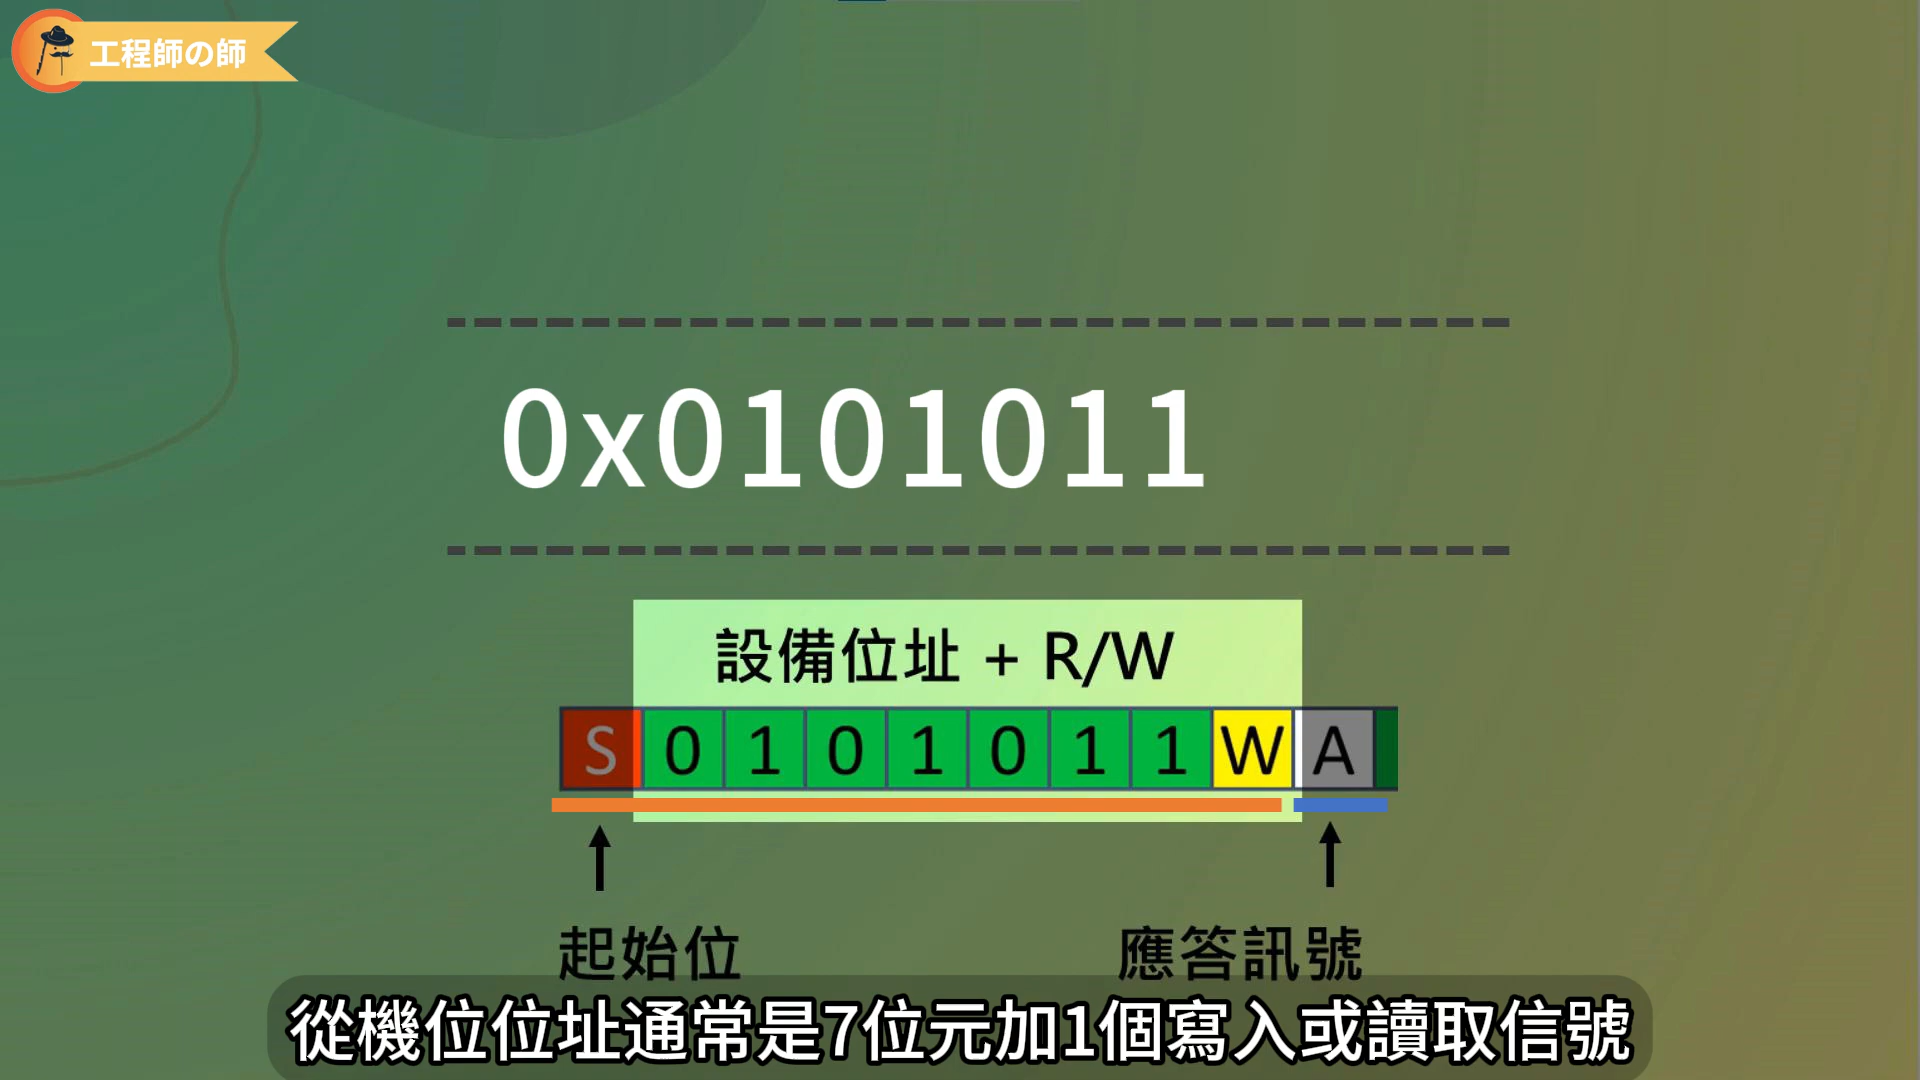 工程師の師
0x0101011
設備位址 + R/W
S 0 1 0 1 0 1 1 W A
起始位
應答訊號
從機位位址通常是7位元加1個寫入或讀取信號